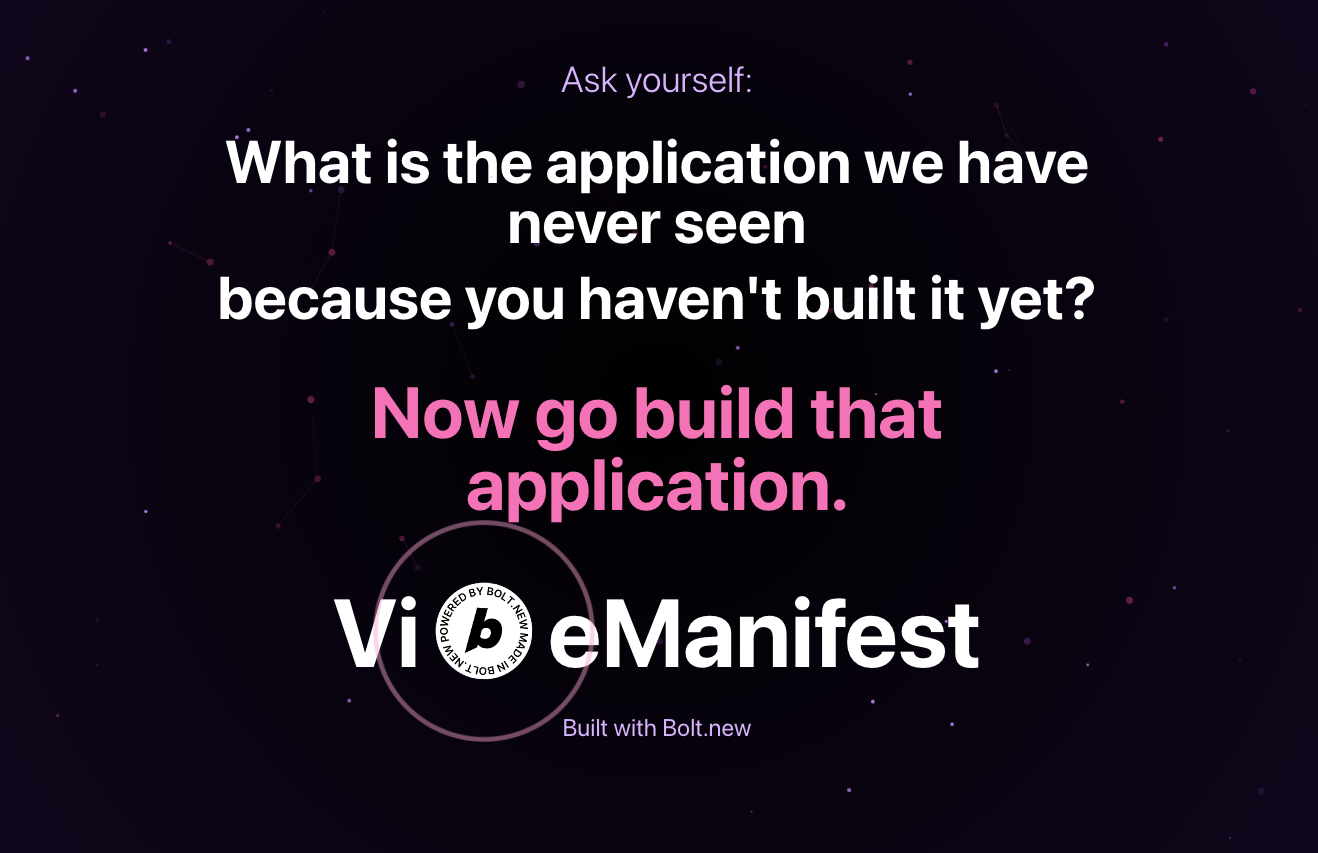 Ask yourself:
What is the application we have
never seen
because you haven't built it yet?
Now go build that
application.
Vi b eManifest
POWERED BY BOLT.NEW MADE IN BOLT.NEW
Built with Bolt.new